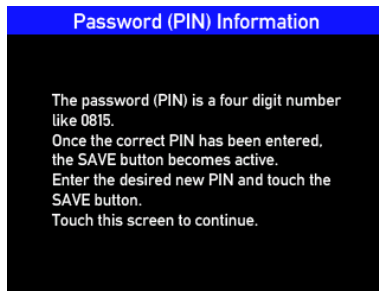 Password (PIN) Information
The password (PIN) is a four digit number
like 0815.
Once the correct PIN has been entered,
the SAVE button becomes active.
Enter the desired new PIN and touch the
SAVE button.
Touch this screen to continue.